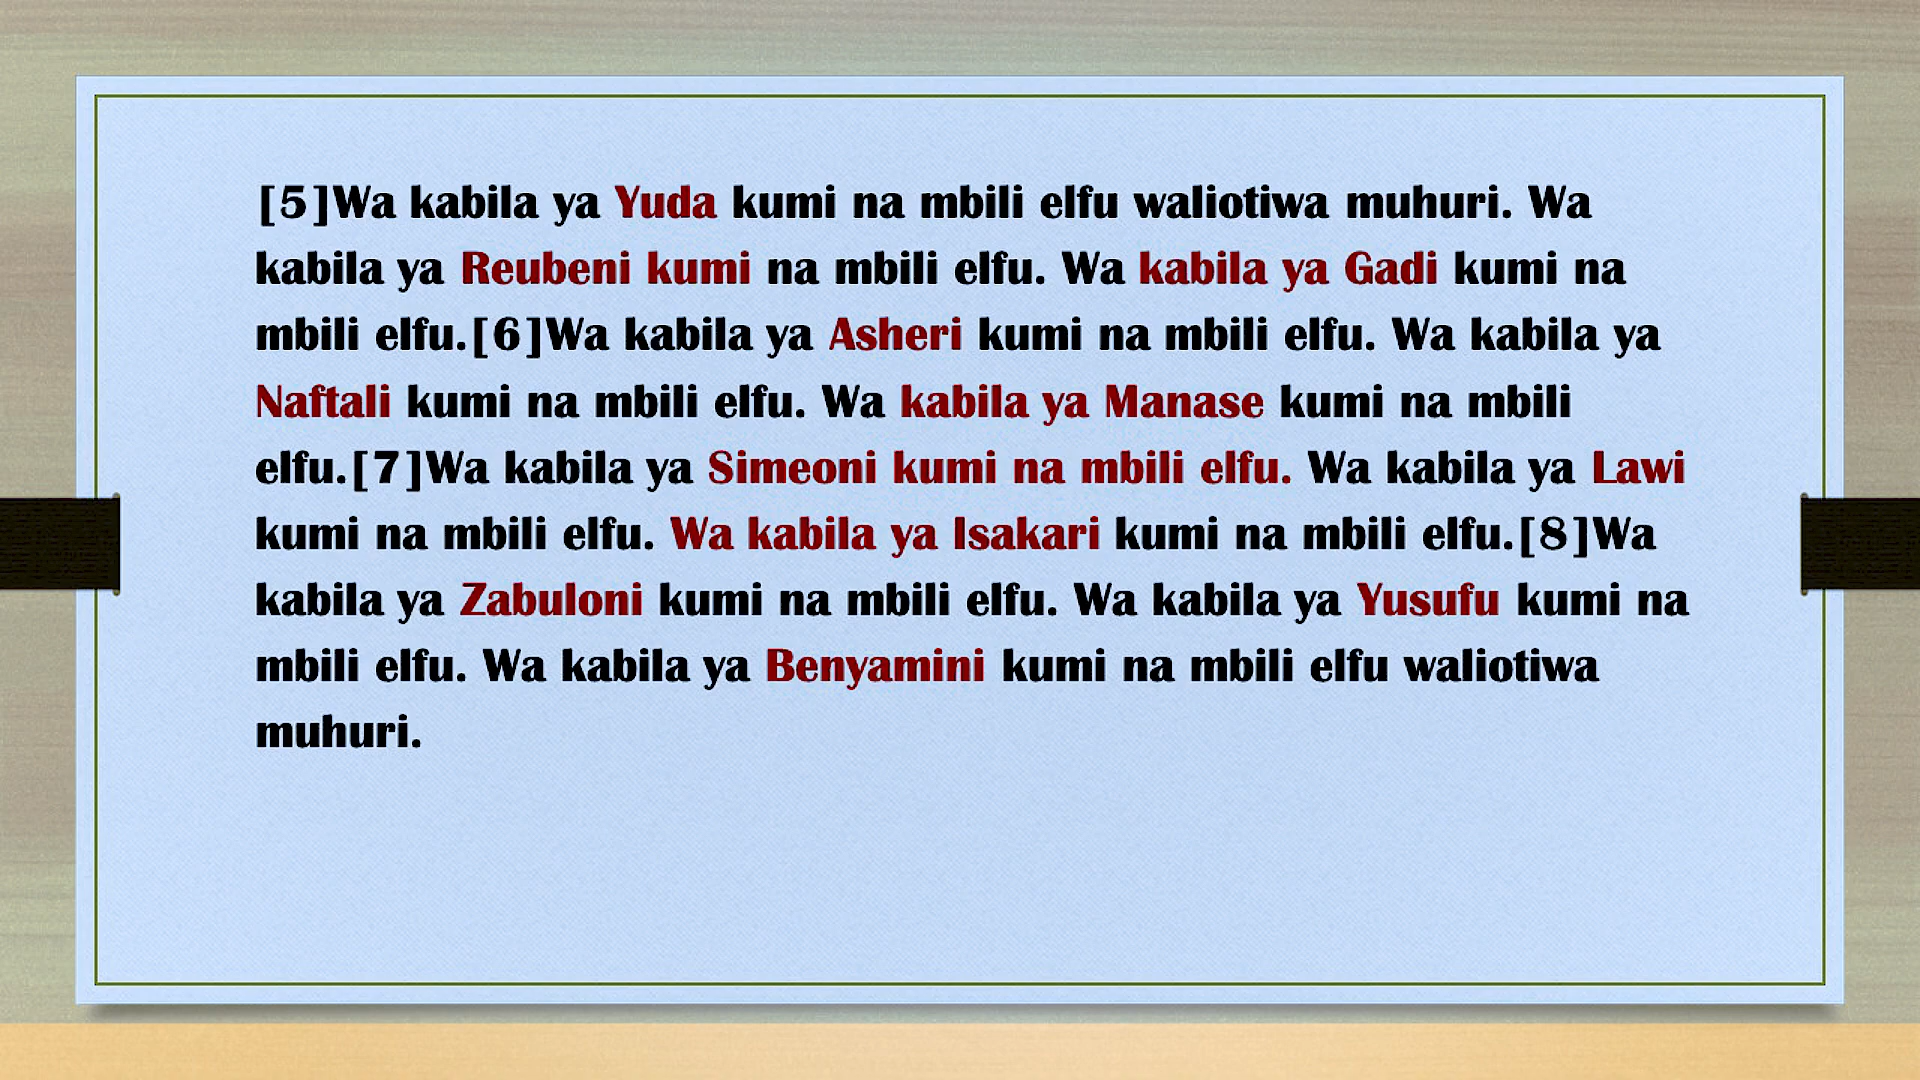 [5]Wa kabila ya Yuda kumi na mbili elfu waliotiwa muhuri. Wa
kabila ya Reubeni kumi na mbili elfu. Wa kabila ya Gadi kumi na
mbili elfu.[6]Wa kabila ya Asheri kumi na mbili elfu. Wa kabila ya
Naftali kumi na mbili elfu. Wa kabila ya Manase kumi na mbili
elfu.[7]Wa kabila ya Simeoni kumi na mbili elfu. Wa kabila ya Lawi
kumi na mbili elfu. Wa kabila ya Isakari kumi na mbili elfu.[8]Wa
kabila ya Zabuloni kumi na mbili elfu. Wa kabila ya Yusufu kumi na
mbili elfu. Wa kabila ya Benyamini kumi na mbili elfu waliotiwa
muhuri.